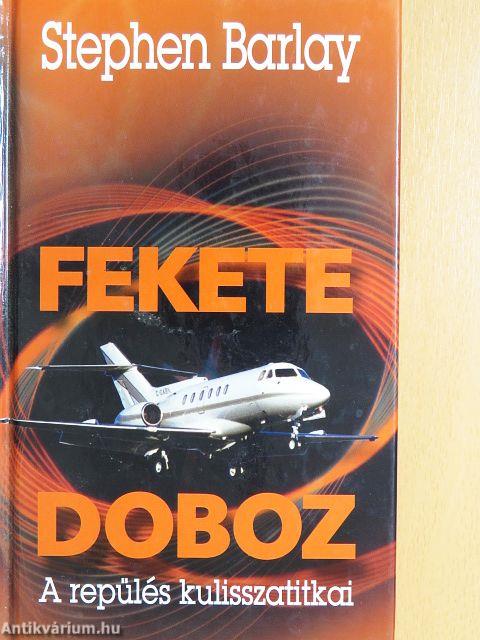 Stephen Barlay
FEKETE
DOBOZ
A repülés kulisszatitkai
Antikvárium.hu